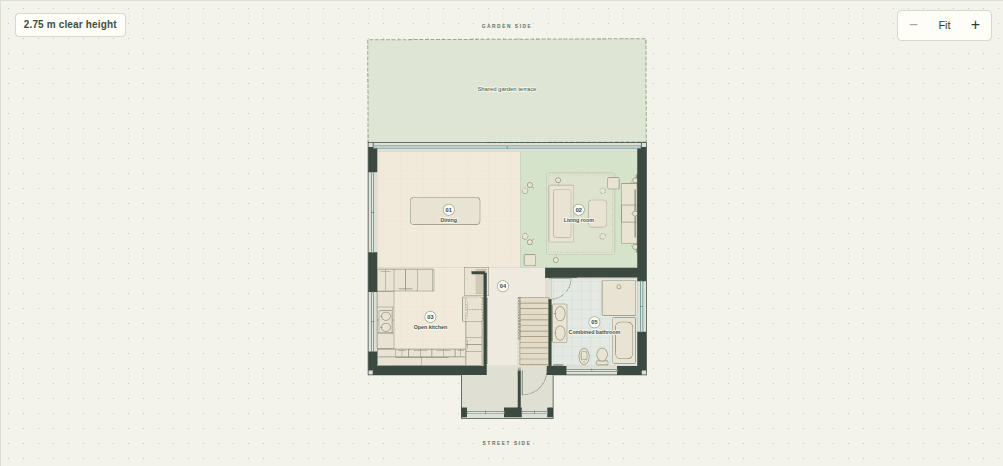 2.75 m clear height
GARDEN SIDE
− Fit +
Shared garden terrace
01
Dining
02
Living room
04
03
Open kitchen
05
Combined bathroom
STREET SIDE